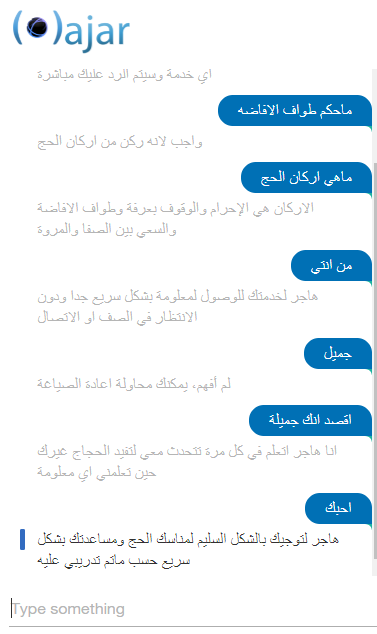 ( )ajar
اي خدمة وسيتم الرد عليك مباشرة
ماحكم طواف الافاضه
واجب لانه ركن من اركان الحج
ماهي اركان الحج
الاركان هي الإحرام والوقوف بعرفة وطواف الافاضة
والسعي بين الصفا والمروة
من انتي
هاجر لخدمتك للوصول لمعلومة بشكل سريع جدا ودون
الانتظار في الصف او الاتصال
جميل
لم أفهم، يمكنك محاولة اعادة الصياغة
اقصد انك جميلة
انا هاجر اتعلم في كل مرة تتحدث معي لتفيد الحجاج غيرك
حين تعلمني اي معلومة
احبك
هاجر لتوجيك بالشكل السليم لمناسك الحج ومساعدتك بشكل
سريع حسب ماتم تدريبي عليه
Type something